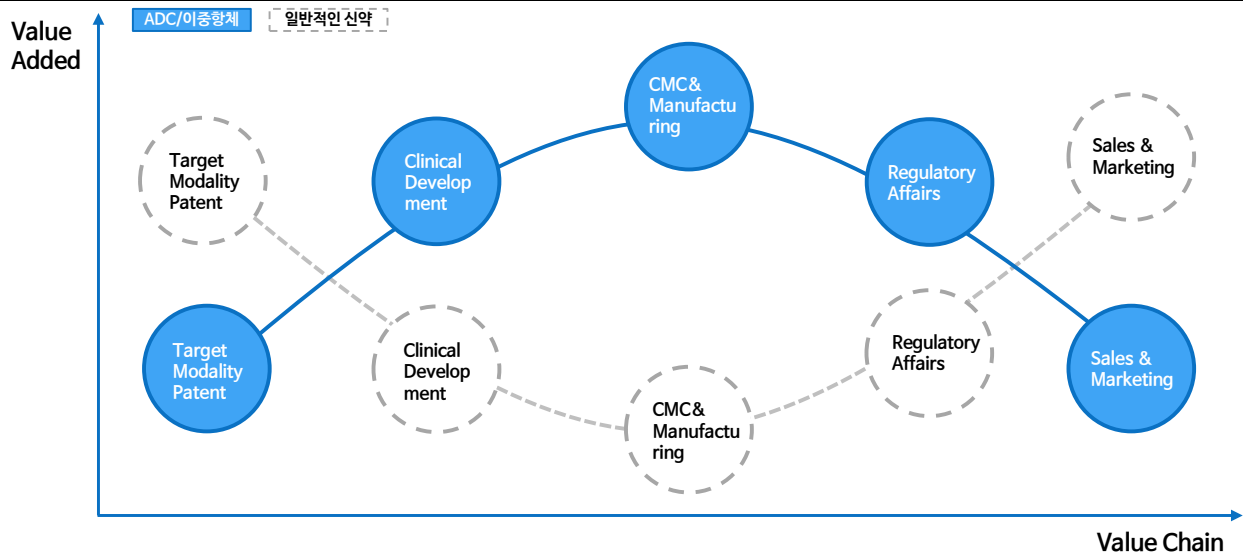 Value
Added
ADC/이중항체
일반적인 신약
Target
Modality
Patent
Clinical
Develop
ment
CMC&
Manufactu
ring
Regulatory
Affairs
Sales &
Marketing
Target
Modality
Patent
Clinical
Develop
ment
CMC&
Manufactu
ring
Regulatory
Affairs
Sales &
Marketing
Value Chain